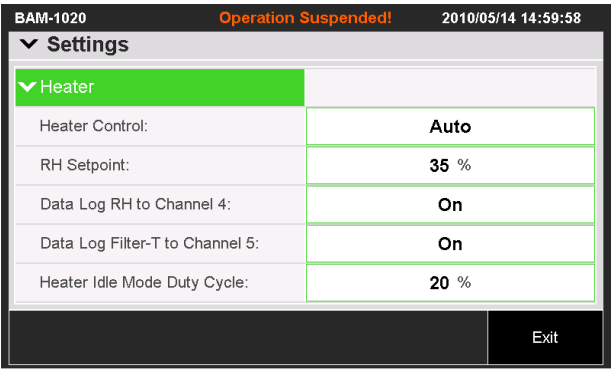 BAM-1020 Operation Suspended! 2010/05/14 14:59:58
Settings
Heater
Heater Control: Auto
RH Setpoint: 35 %
Data Log RH to Channel 4: On
Data Log Filter-T to Channel 5: On
Heater Idle Mode Duty Cycle: 20 %
Exit